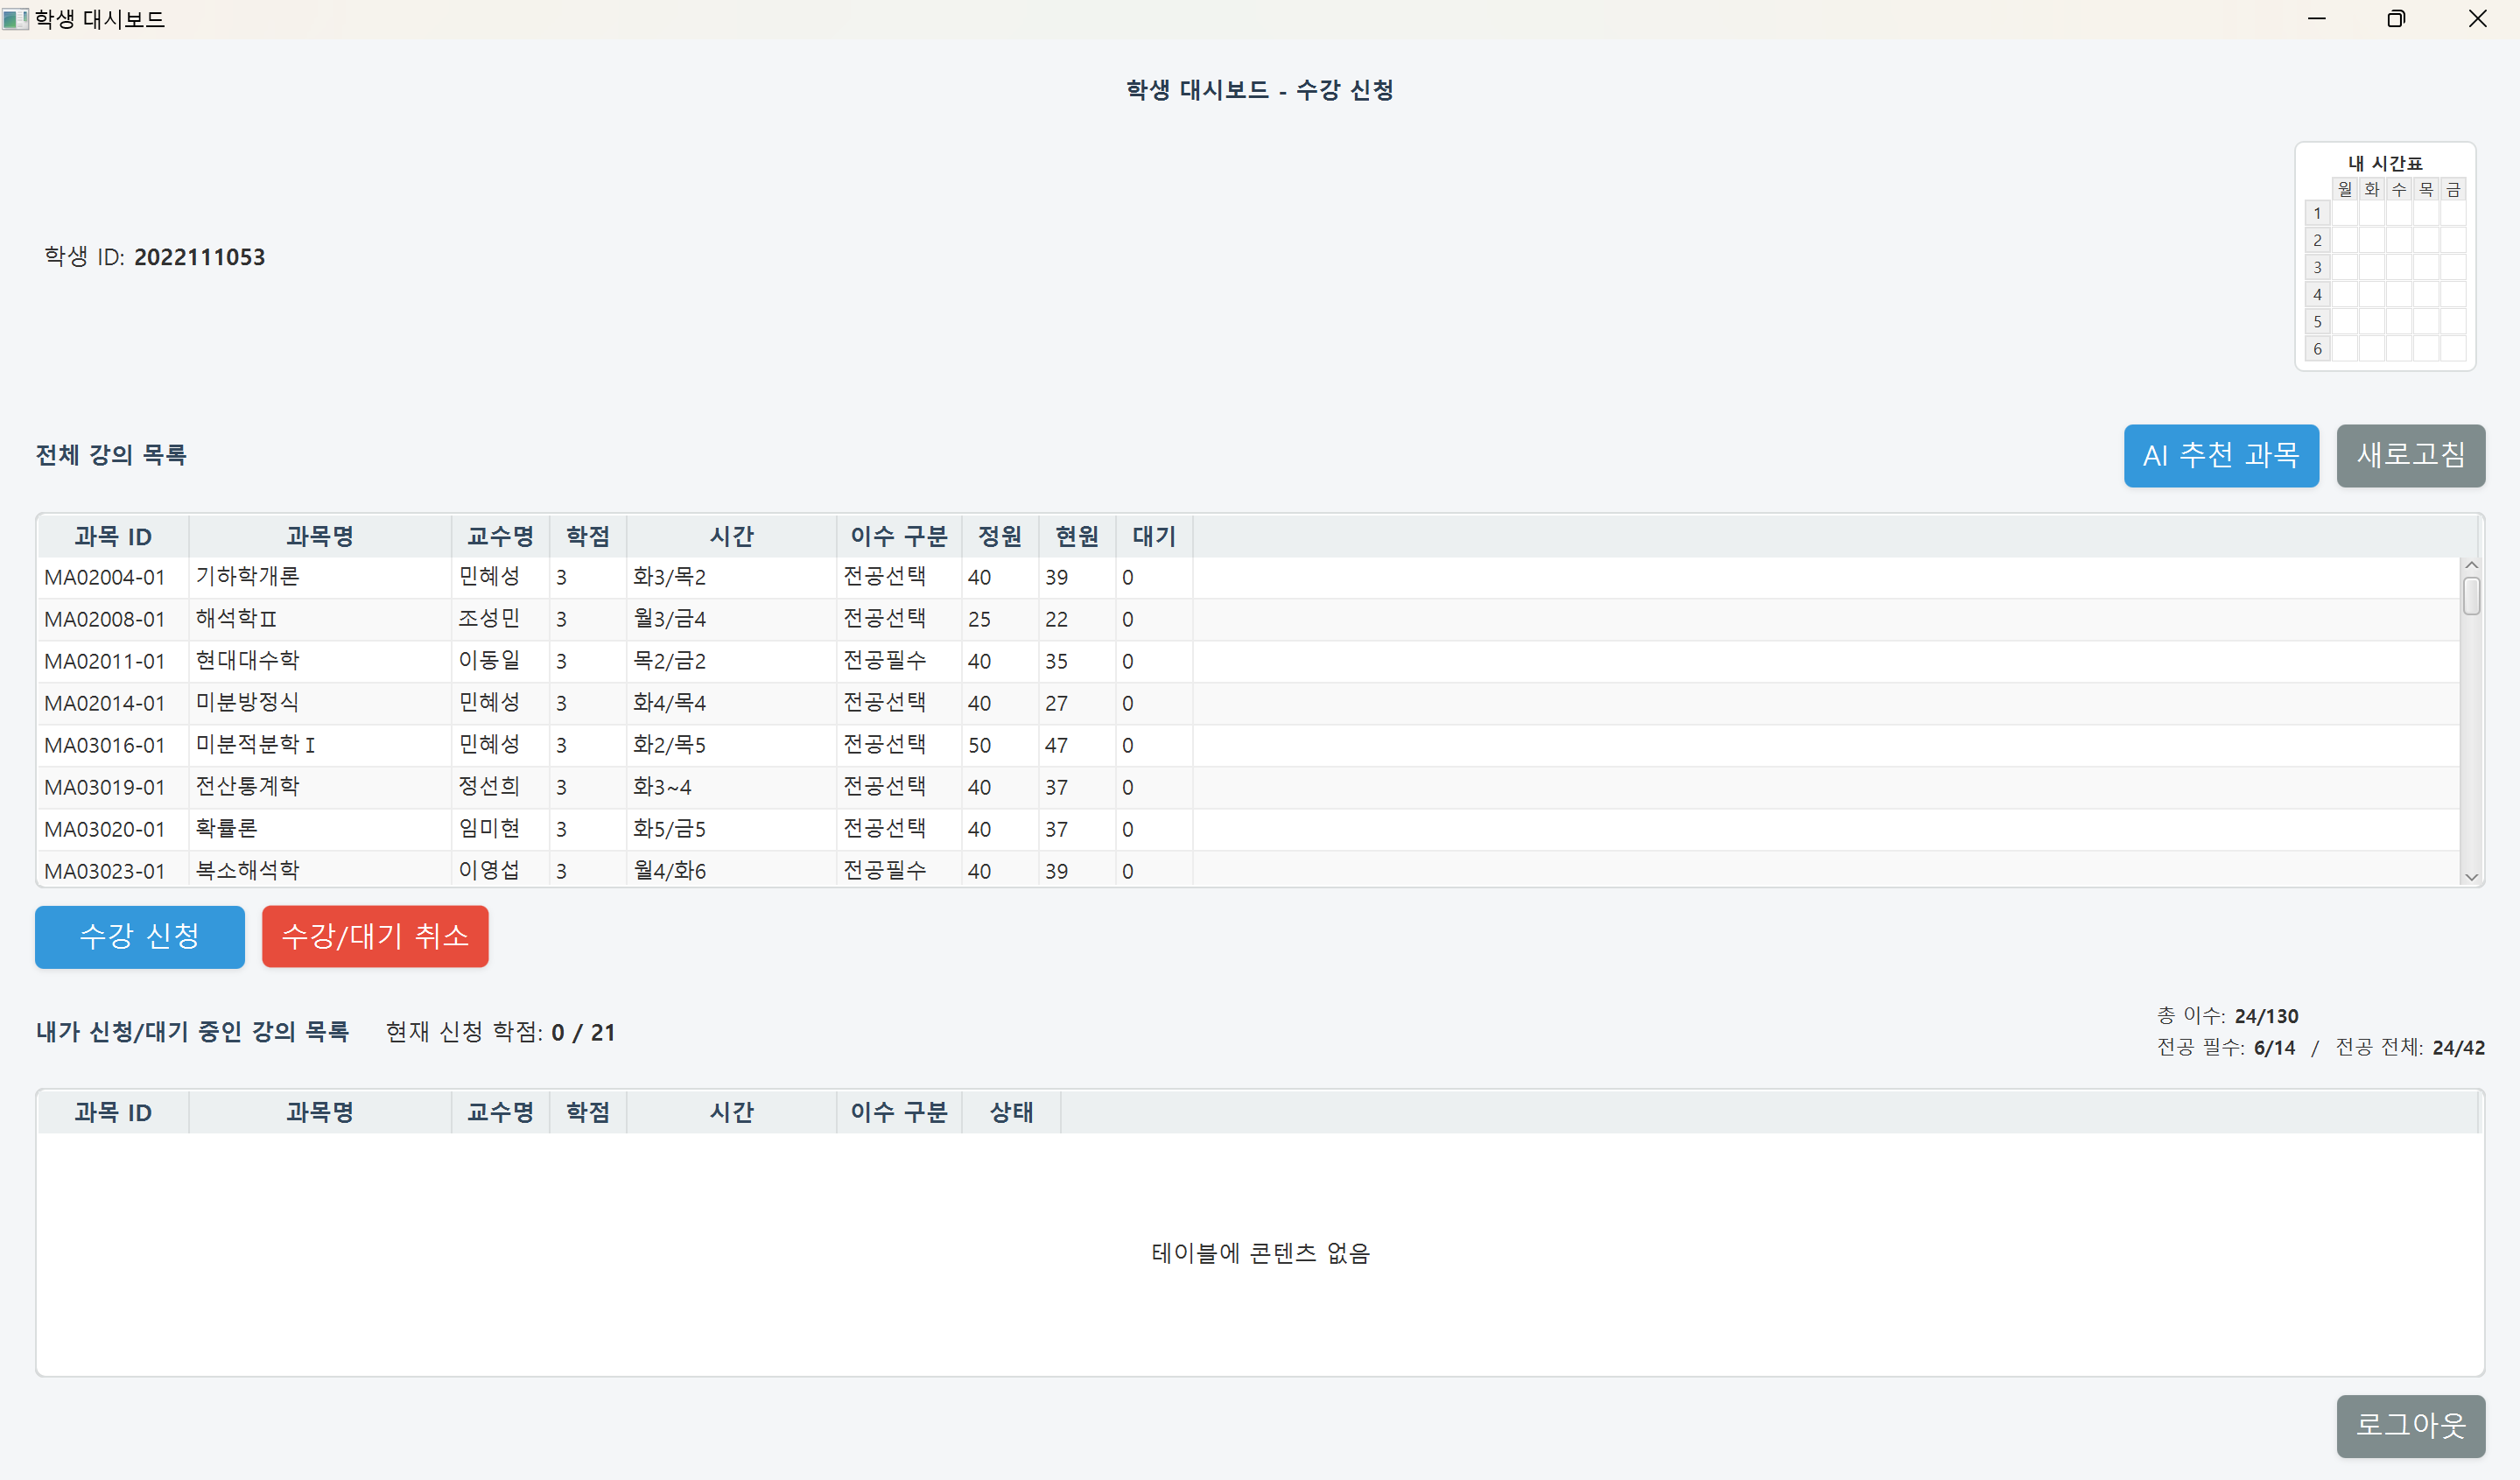 학생 대시보드
학생 대시보드 - 수강 신청
내 시간표
월 화 수 목 금
1
2
3
4
5
6
학생 ID: 2022111053
전체 강의 목록
AI 추천 과목 새로고침
과목 ID 과목명 교수명 학점 시간 이수 구분 정원 현원 대기
MA02004-01 기하학개론 민혜성 3 화3/목2 전공선택 40 39 0
MA02008-01 해석학Ⅱ 조성민 3 월3/금4 전공선택 25 22 0
MA02011-01 현대대수학 이동일 3 목2/금2 전공필수 40 35 0
MA02014-01 미분방정식 민혜성 3 화4/목4 전공선택 40 27 0
MA03016-01 미분적분학Ⅰ 민혜성 3 화2/목5 전공선택 50 47 0
MA03019-01 전산통계학 정선희 3 화3~4 전공선택 40 37 0
MA03020-01 확률론 임미현 3 화5/금5 전공선택 40 37 0
MA03023-01 복소해석학 이영섭 3 월4/화6 전공필수 40 39 0
수강 신청 수강/대기 취소
내가 신청/대기 중인 강의 목록 현재 신청 학점: 0 / 21
총 이수: 24/130
전공 필수: 6/14 / 전공 전체: 24/42
과목 ID 과목명 교수명 학점 시간 이수 구분 상태
테이블에 콘텐츠 없음
로그아웃